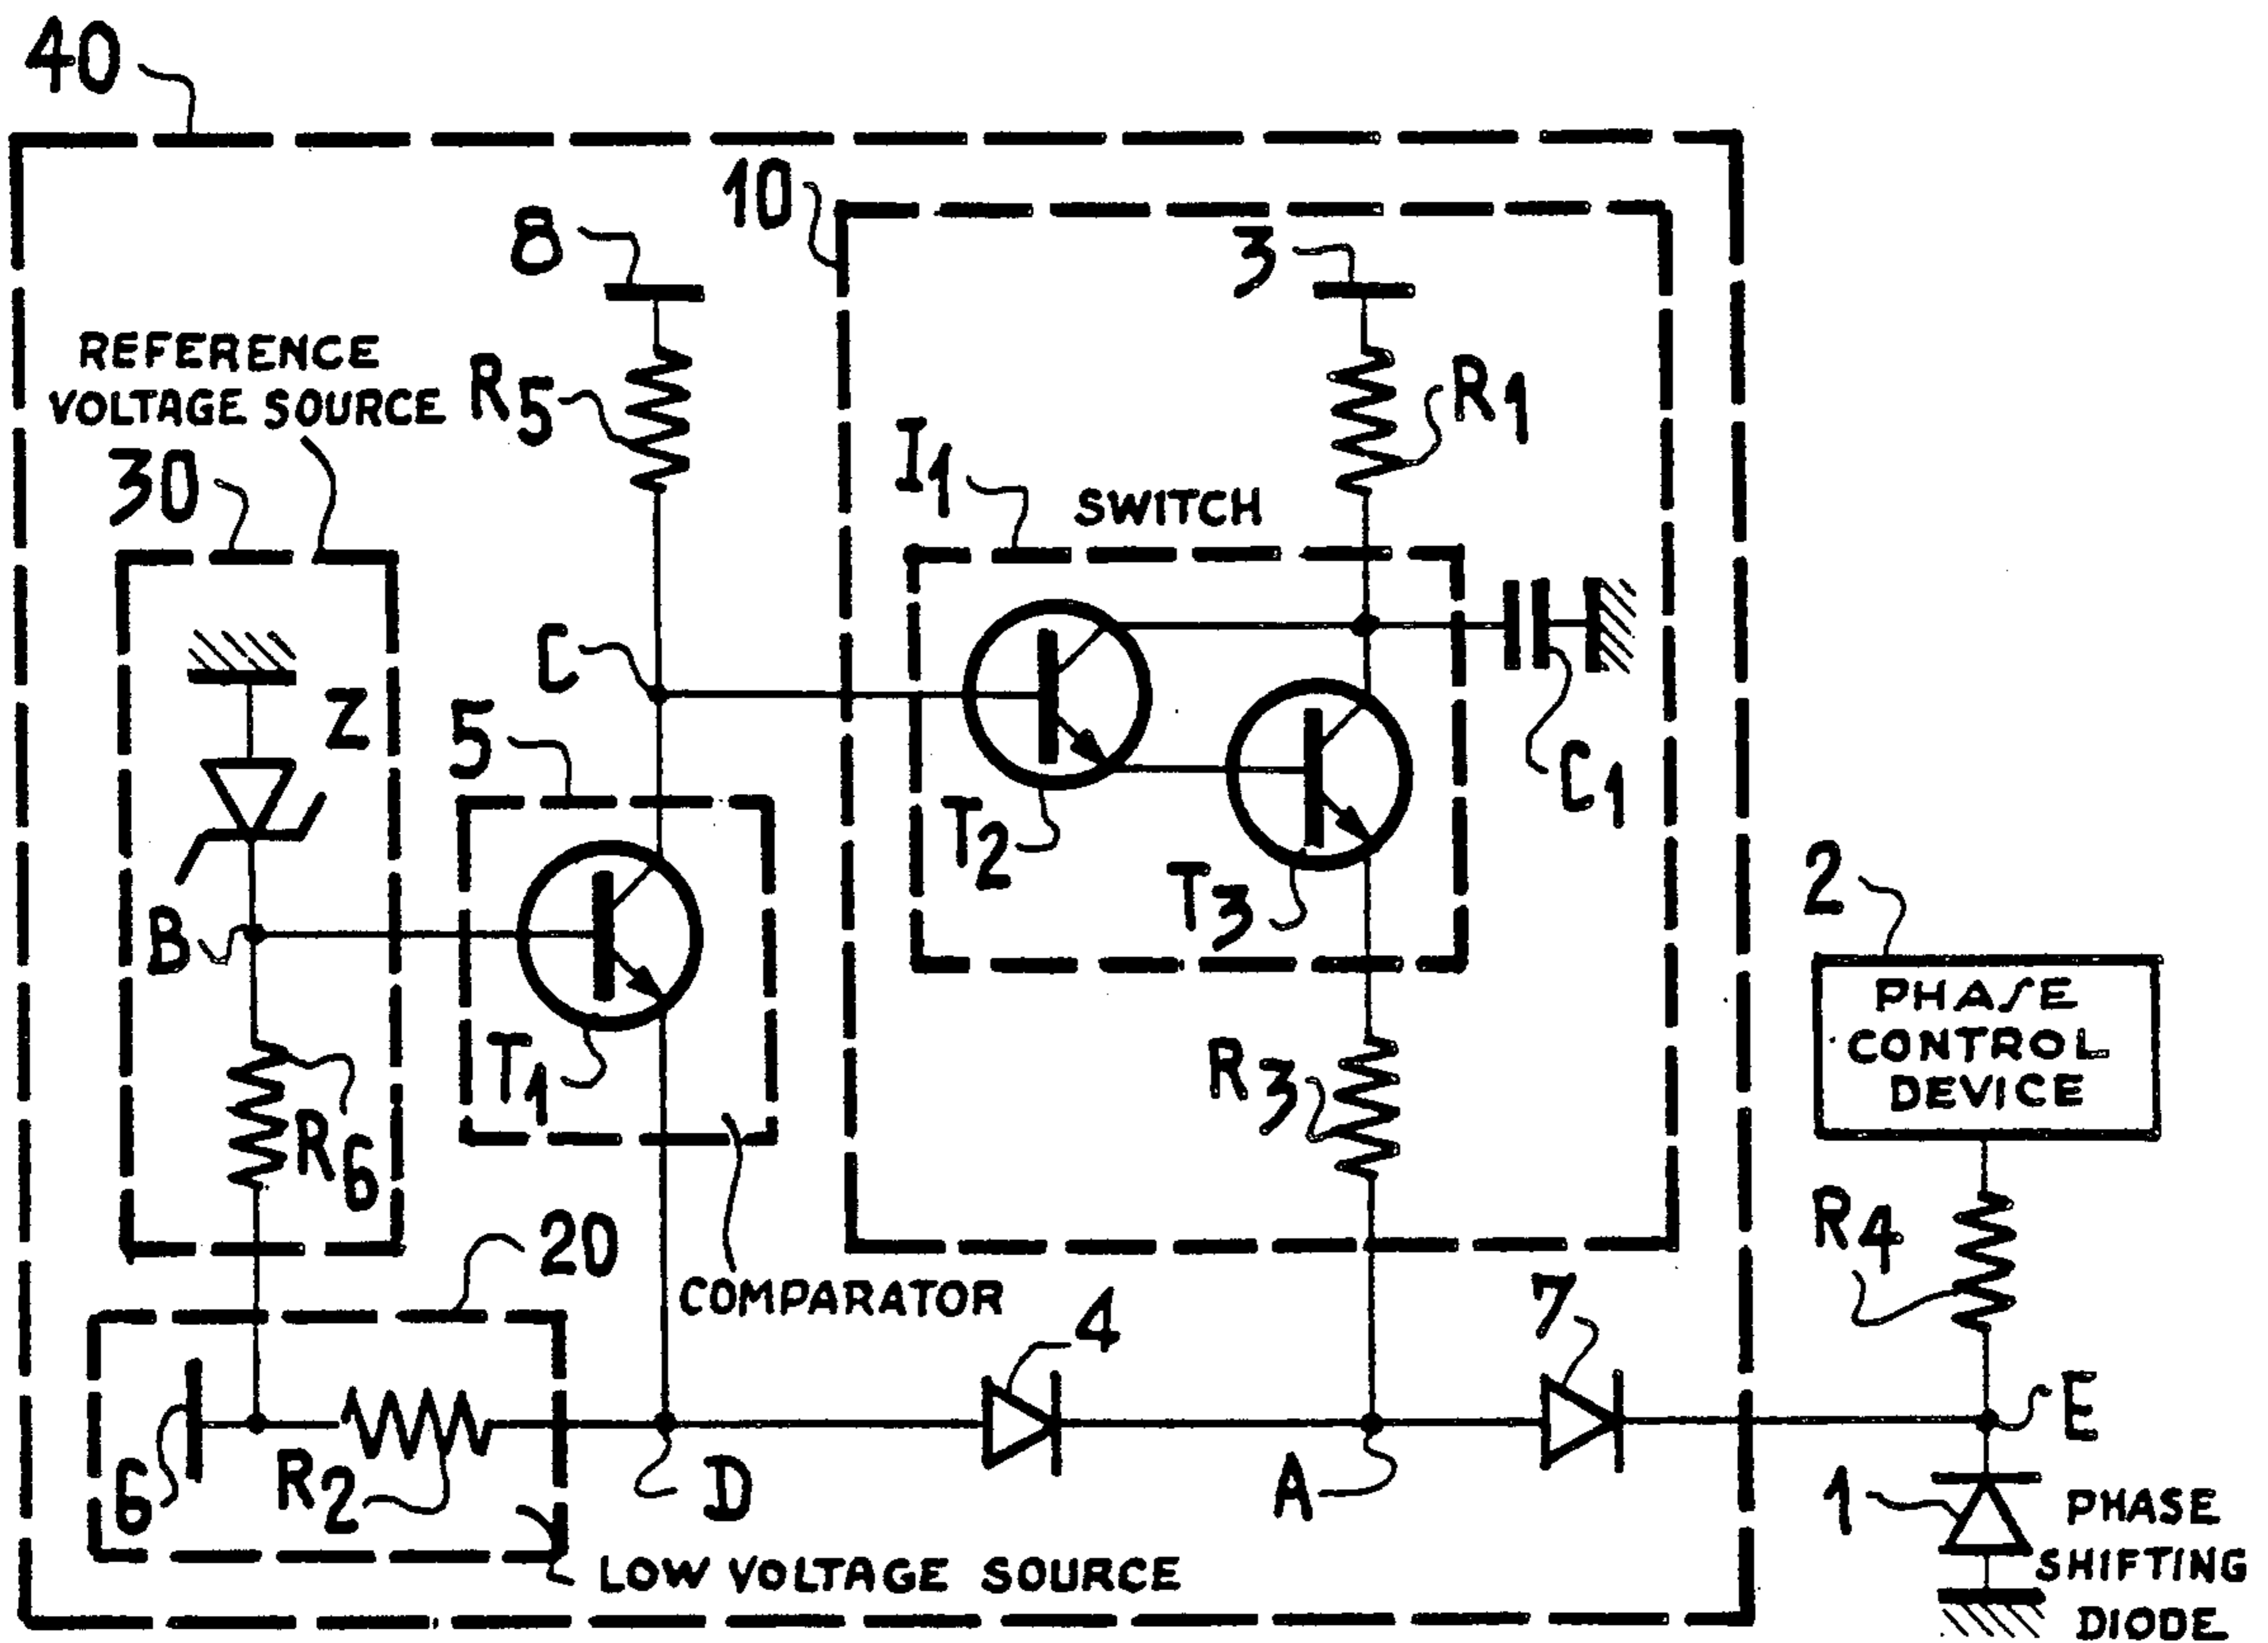 40
10
8
3
REFERENCE
VOLTAGE SOURCE
R5
R1
I1
SWITCH
30
C
Z
5
C1
T2
2
T3
B
PHASE
CONTROL
DEVICE
T1
R3
R6
R4
20
COMPARATOR
4
7
E
6
R2
D
A
1
PHASE
SHIFTING
DIODE
LOW VOLTAGE SOURCE